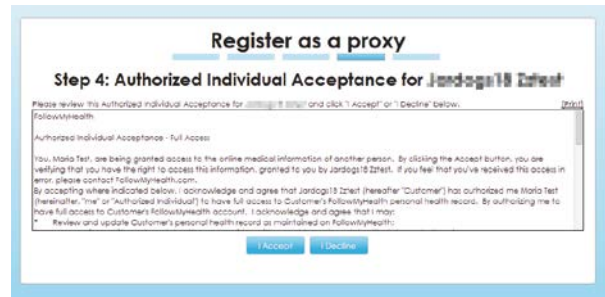 Register as a proxy
Step 4: Authorized Individual Acceptance for
Please review this Authorized Individual Acceptance for and click "I Accept" or "I Decline" below. [Print]
FollowMyHealth
Authorized Individual Acceptance - Full Access
You, Maria Test, are being granted access to the online medical information of another person. By clicking the Accept button, you are
verifying that you have the right to access this information, granted to you by Jardogs18 Zztest. If you feel that you've received this access in
error, please contact FollowMyHealth.com.
By accepting where indicated below, I acknowledge and agree that Jardogs18 Zztest (hereafter "Customer") has authorized me Maria Test
(hereinafter, "me" or "Authorized Individual") to have full access to Customer's FollowMyHealth personal health record. By authorizing me to
have full access to Customer's FollowMyHealth account, I acknowledge and agree that I may:
* Review and update Customer's personal health record as maintained on FollowMyHealth;
I Accept I Decline